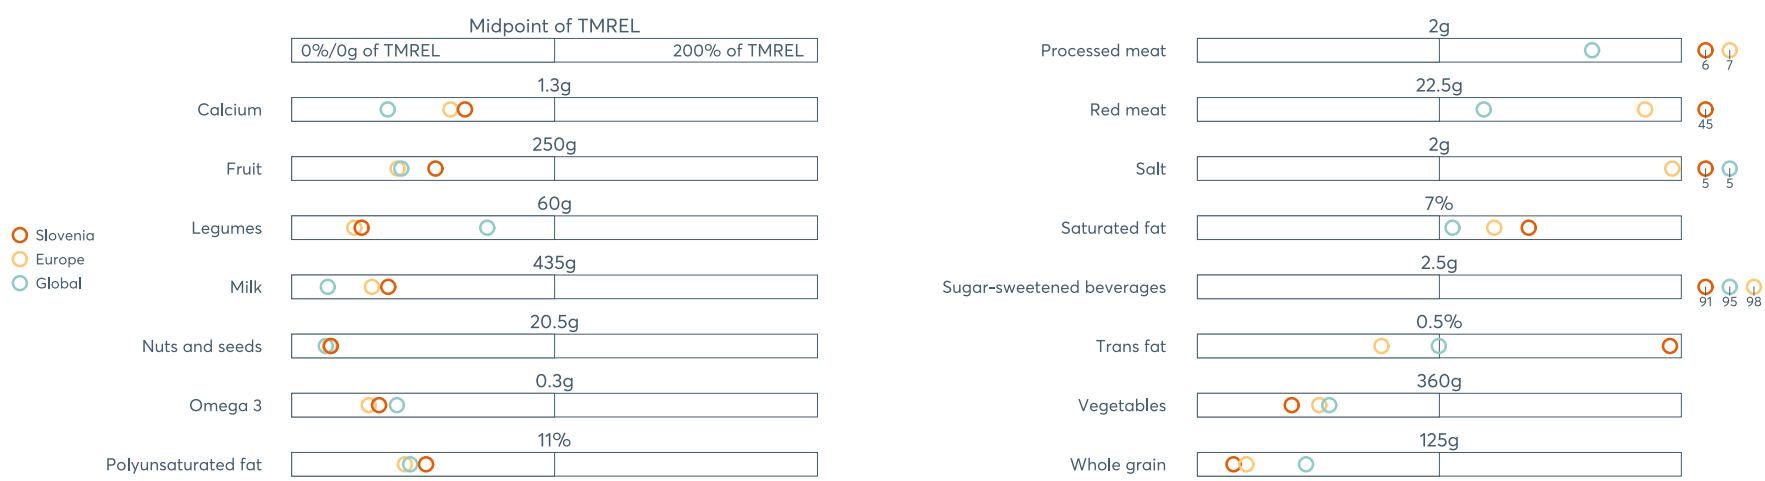 Slovenia
Europe
Global
Midpoint of TMREL
0%/0g of TMREL 200% of TMREL
1.3g
Calcium
250g
Fruit
60g
Legumes
435g
Milk
20.5g
Nuts and seeds
0.3g
Omega 3
11%
Polyunsaturated fat
2g
Processed meat
6 7
22.5g
Red meat
45
2g
Salt
5 5
7%
Saturated fat
2.5g
Sugar-sweetened beverages
91 95 98
0.5%
Trans fat
360g
Vegetables
125g
Whole grain